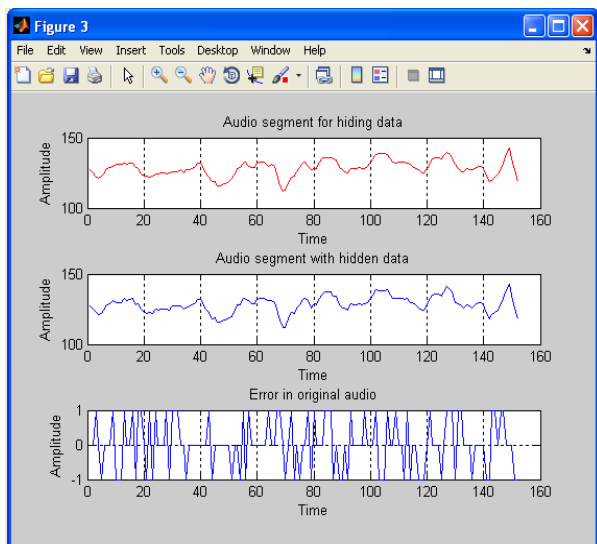 Figure 3
File Edit View Insert Tools Desktop Window Help
Audio segment for hiding data
150
100
Amplitude
0 20 40 60 80 100 120 140 160
Time
Audio segment with hidden data
150
100
Amplitude
0 20 40 60 80 100 120 140 160
Time
Error in original audio
1
0
-1
Amplitude
0 20 40 60 80 100 120 140 160
Time